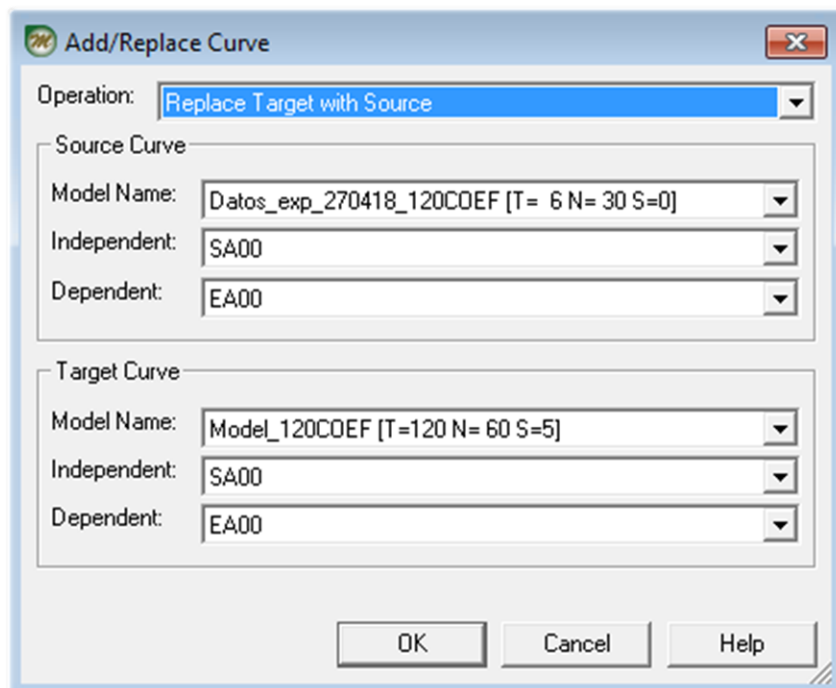 Add/Replace Curve
Operation: Replace Target with Source
Source Curve
Model Name: Datos_exp_270418_120COEF [T= 6 N= 30 S=0]
Independent: SA00
Dependent: EA00
Target Curve
Model Name: Model_120COEF [T=120 N= 60 S=5]
Independent: SA00
Dependent: EA00
OK Cancel Help